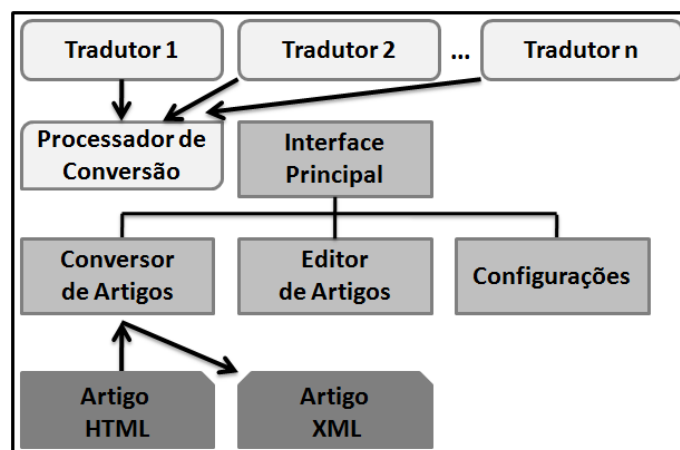 Tradutor 1
Tradutor 2
...
Tradutor n
Processador de
Conversão
Interface
Principal
Conversor
de Artigos
Editor
de Artigos
Configurações
Artigo
HTML
Artigo
XML